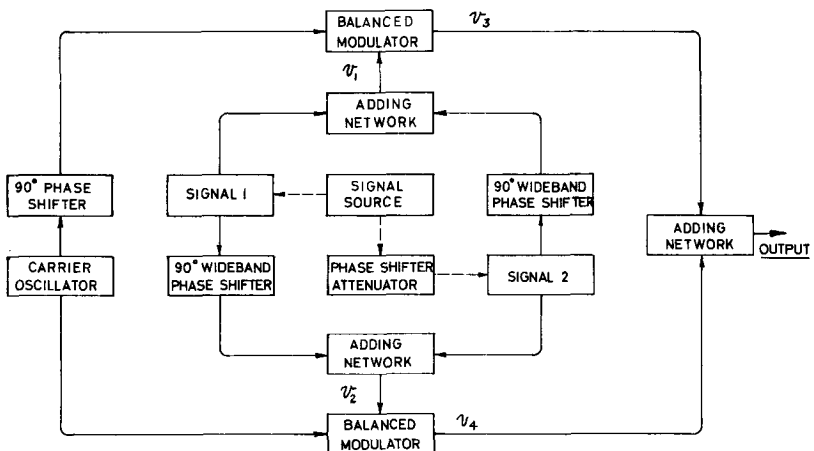 BALANCED
MODULATOR
v₃
v₁
ADDING
NETWORK
90° PHASE
SHIFTER
SIGNAL 1
SIGNAL
SOURCE
90° WIDEBAND
PHASE SHIFTER
ADDING
NETWORK
OUTPUT
CARRIER
OSCILLATOR
90° WIDEBAND
PHASE SHIFTER
PHASE SHIFTER
ATTENUATOR
SIGNAL 2
ADDING
NETWORK
v₂
BALANCED
MODULATOR
v₄